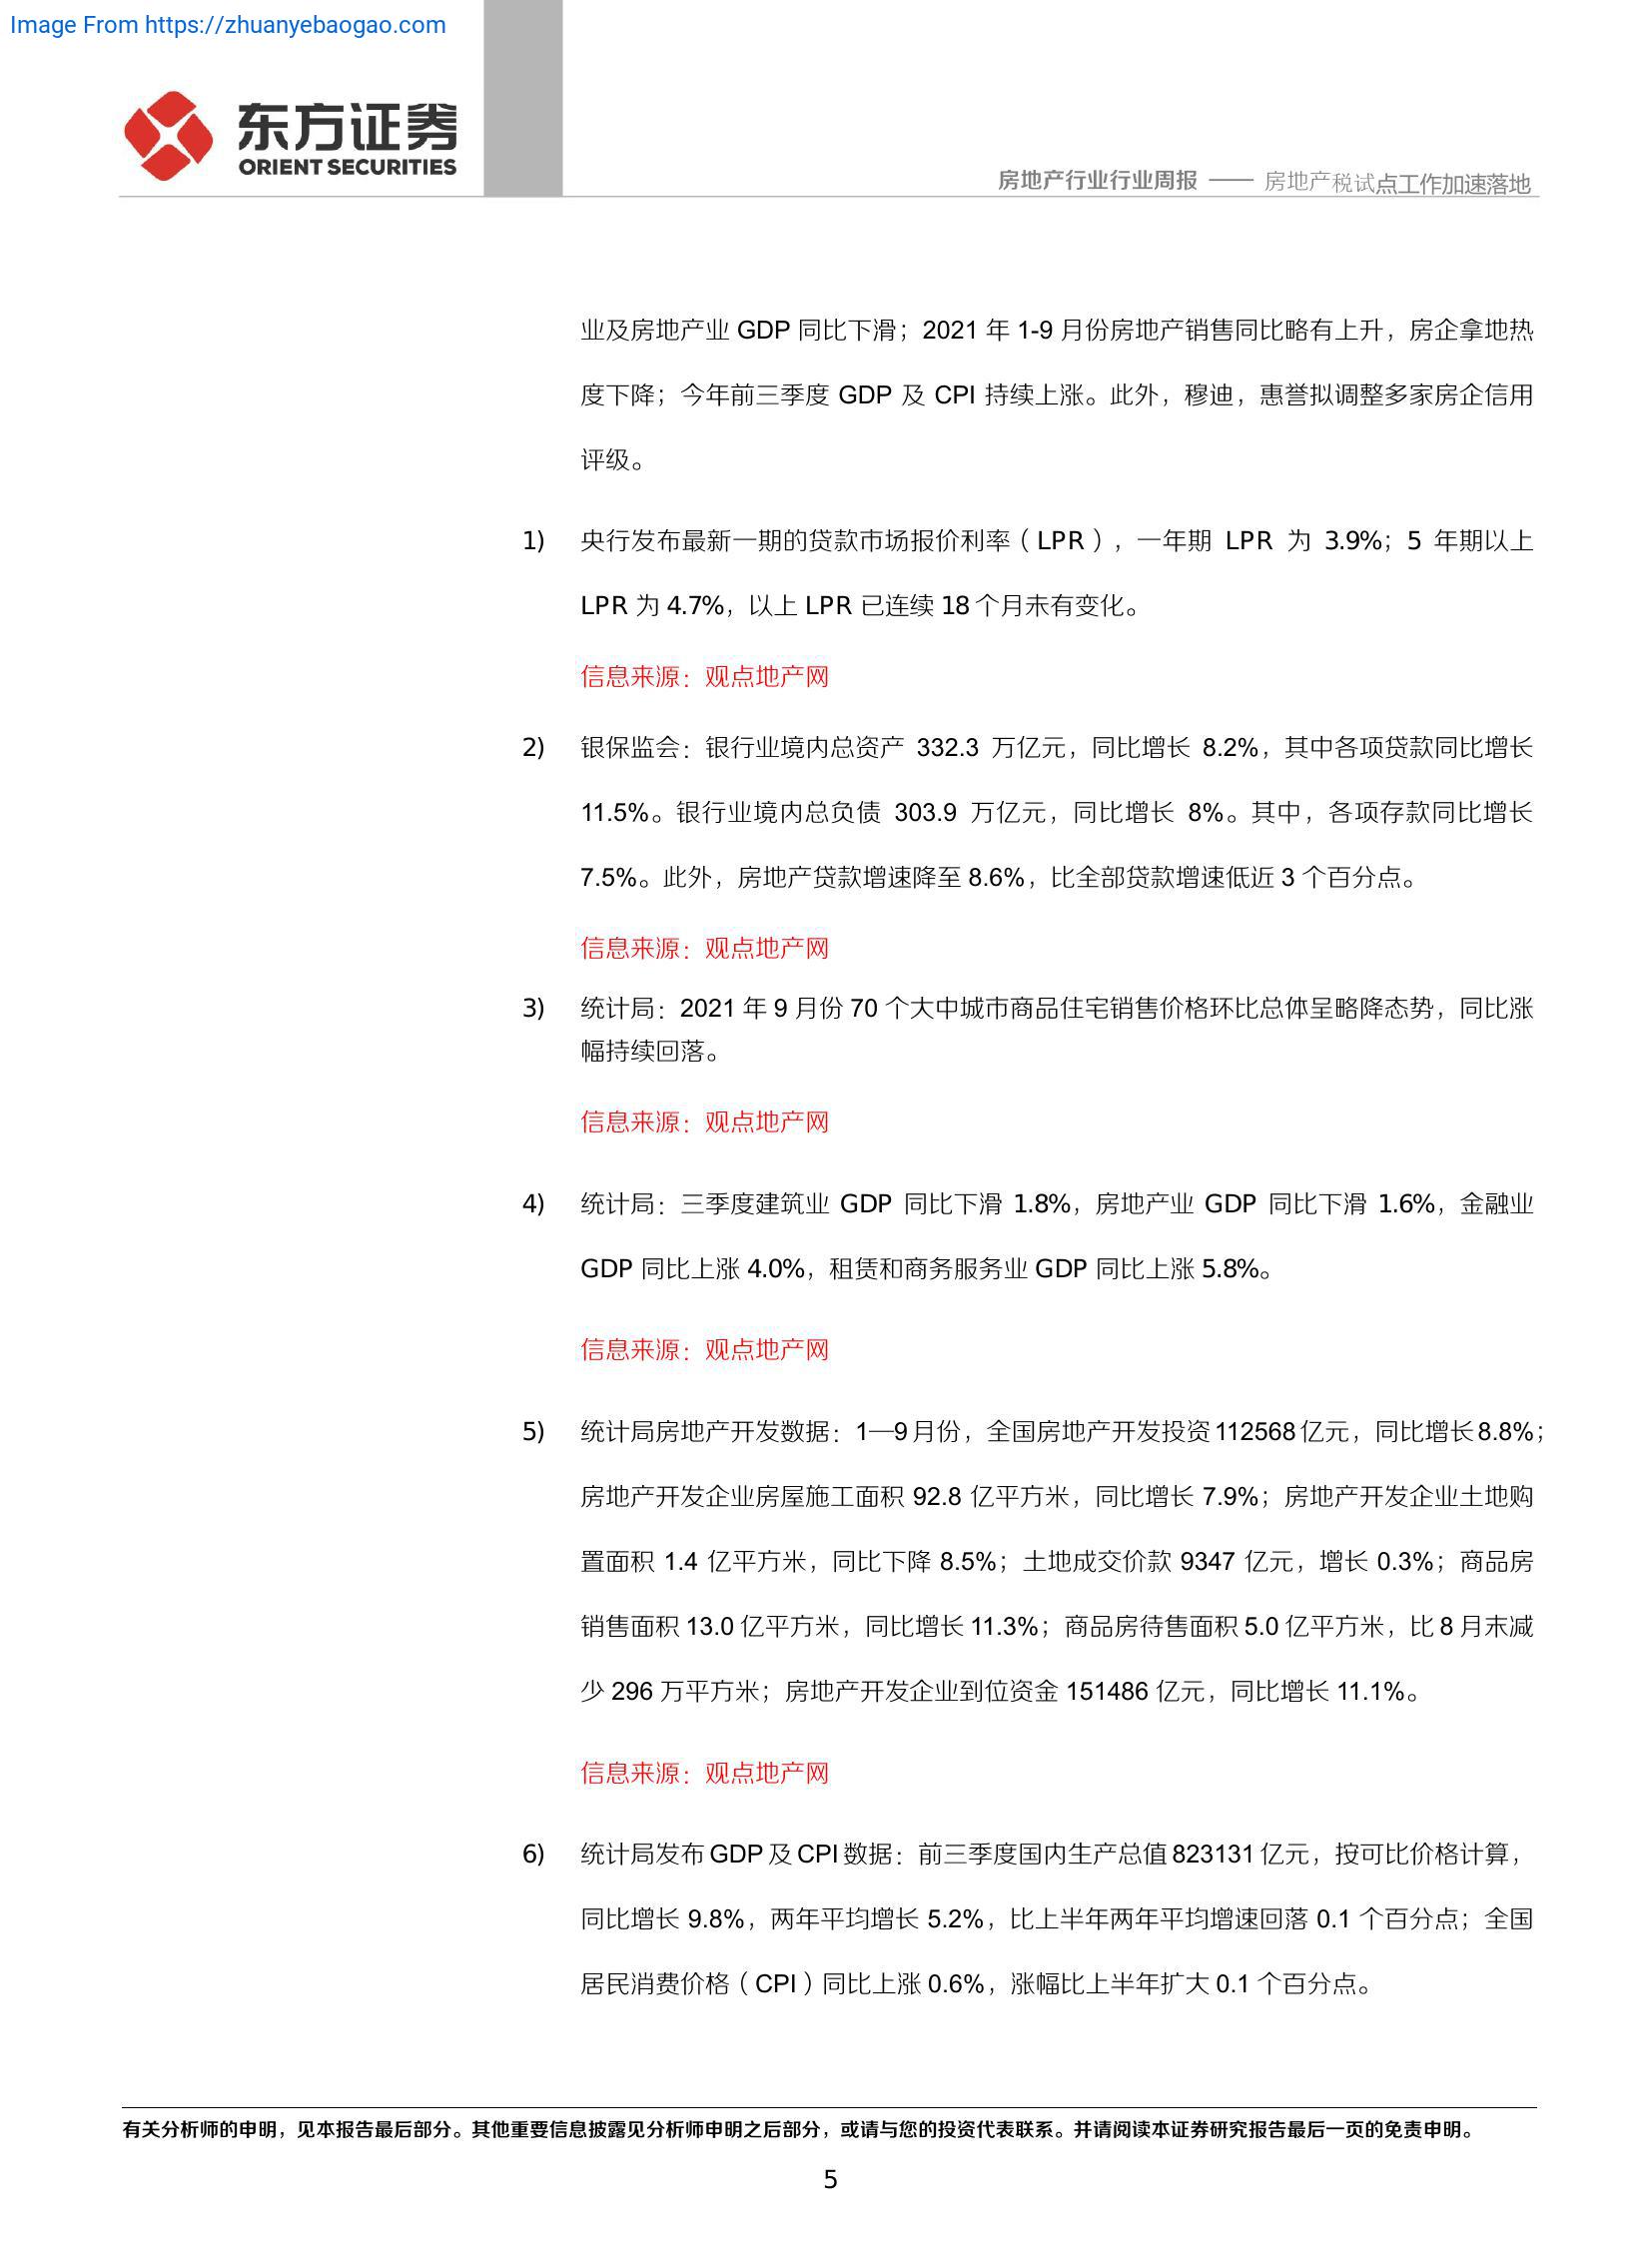 Image From https://zhuanyebaogao.com
东方证券
ORIENT SECURITIES
房地产行业行业周报 —— 房地产税试点工作加速落地
业及房地产业 GDP 同比下滑；2021 年 1-9 月份房地产销售同比略有上升，房企拿地热
度下降；今年前三季度 GDP 及 CPI 持续上涨。此外，穆迪，惠誉拟调整多家房企信用
评级。
1) 央行发布最新一期的贷款市场报价利率（LPR），一年期 LPR 为 3.9%；5 年期以上
LPR 为 4.7%，以上 LPR 已连续 18 个月未有变化。
信息来源：观点地产网
2) 银保监会：银行业境内总资产 332.3 万亿元，同比增长 8.2%，其中各项贷款同比增长
11.5%。银行业境内总负债 303.9 万亿元，同比增长 8%。其中，各项存款同比增长
7.5%。此外，房地产贷款增速降至 8.6%，比全部贷款增速低近 3 个百分点。
信息来源：观点地产网
3) 统计局：2021 年 9 月份 70 个大中城市商品住宅销售价格环比总体呈略降态势，同比涨
幅持续回落。
信息来源：观点地产网
4) 统计局：三季度建筑业 GDP 同比下滑 1.8%，房地产业 GDP 同比下滑 1.6%，金融业
GDP 同比上涨 4.0%，租赁和商务服务业 GDP 同比上涨 5.8%。
信息来源：观点地产网
5) 统计局房地产开发数据：1—9 月份，全国房地产开发投资 112568 亿元，同比增长 8.8%；
房地产开发企业房屋施工面积 92.8 亿平方米，同比增长 7.9%；房地产开发企业土地购
置面积 1.4 亿平方米，同比下降 8.5%；土地成交价款 9347 亿元，增长 0.3%；商品房
销售面积 13.0 亿平方米，同比增长 11.3%；商品房待售面积 5.0 亿平方米，比 8 月末减
少 296 万平方米；房地产开发企业到位资金 151486 亿元，同比增长 11.1%。
信息来源：观点地产网
6) 统计局发布 GDP 及 CPI 数据：前三季度国内生产总值 823131 亿元，按可比价格计算，
同比增长 9.8%，两年平均增长 5.2%，比上半年两年平均增速回落 0.1 个百分点；全国
居民消费价格（CPI）同比上涨 0.6%，涨幅比上半年扩大 0.1 个百分点。
有关分析师的申明，见本报告最后部分。其他重要信息披露见分析师申明之后部分，或请与您的投资代表联系。并请阅读本证券研究报告最后一页的免责申明。
5